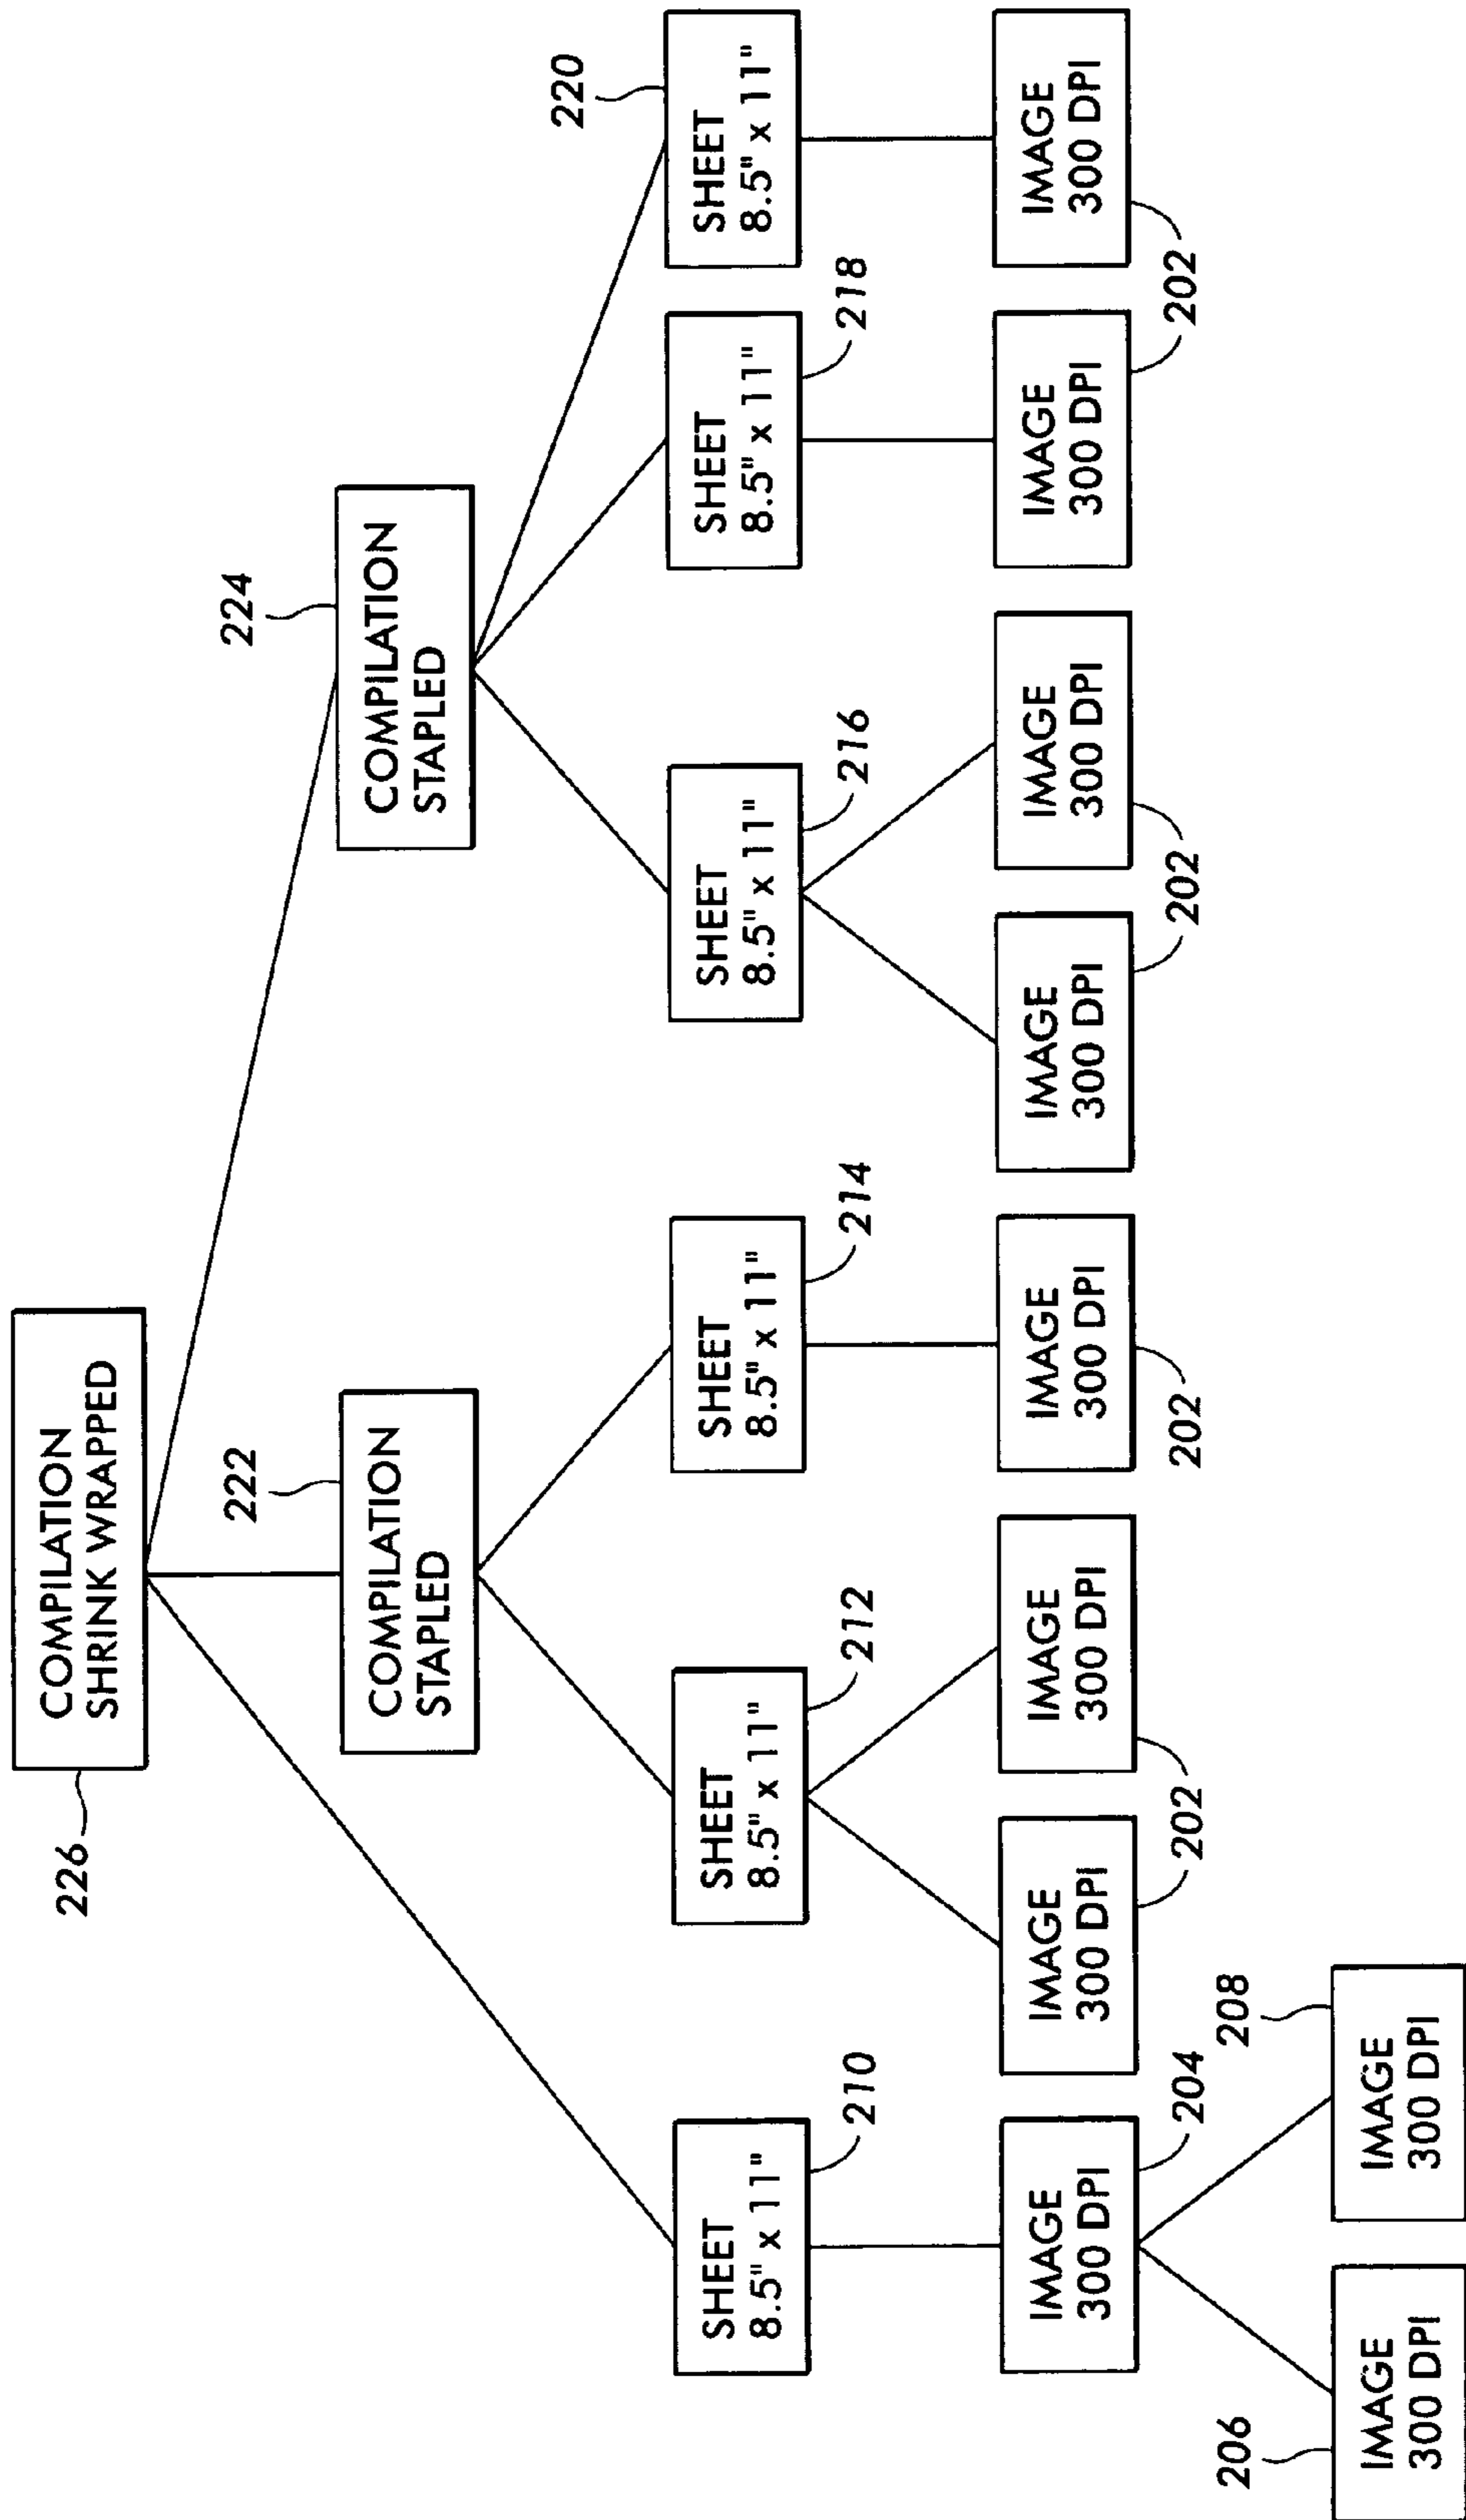 226
COMPILATION
SHRINK WRAPPED
222
COMPILATION
STAPLED
224
COMPILATION
STAPLED
SHEET
8.5" x 11"
210
SHEET
8.5" x 11"
212
SHEET
8.5" x 11"
214
SHEET
8.5" x 11"
216
SHEET
8.5" x 11"
218
SHEET
8.5" x 11"
220
IMAGE
300 DPI
204
IMAGE
300 DPI
IMAGE
300 DPI
202
IMAGE
300 DPI
202
IMAGE
300 DPI
IMAGE
300 DPI
202
IMAGE
300 DPI
IMAGE
300 DPI
202
206
IMAGE
300 DPI
208
IMAGE
300 DPI